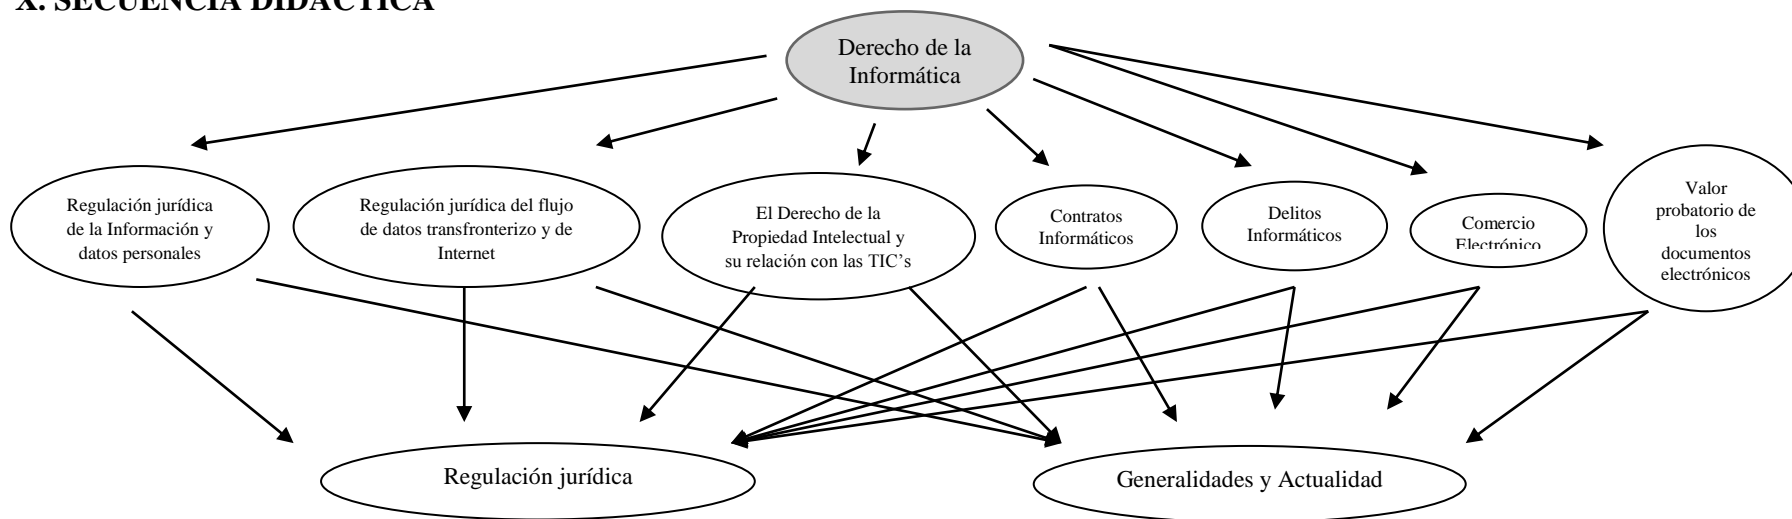 X. SECUENCIA DIDÁCTICA
Derecho de la
Informática
Regulación jurídica
de la Información y
datos personales
Regulación jurídica del flujo
de datos transfronterizo y de
Internet
El Derecho de la
Propiedad Intelectual y
su relación con las TIC's
Contratos
Informáticos
Delitos
Informáticos
Comercio
Electrónico
Valor
probatorio de
los
documentos
electrónicos
Regulación jurídica
Generalidades y Actualidad